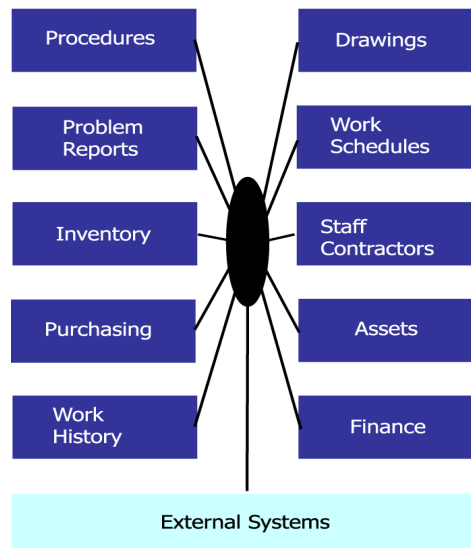 Procedures
Drawings
Problem
Reports
Work
Schedules
Inventory
Staff
Contractors
Purchasing
Assets
Work
History
Finance
External Systems